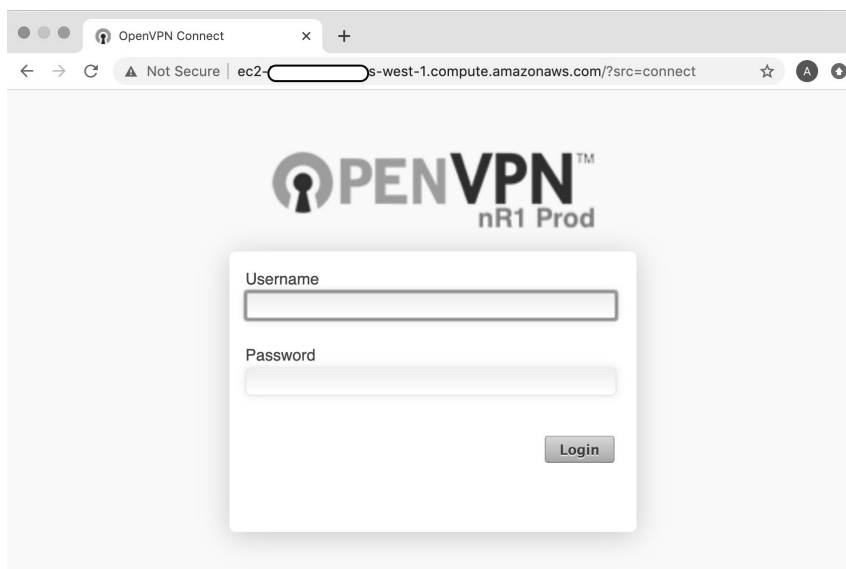 OpenVPN Connect
Not Secure ec2- s-west-1.compute.amazonaws.com/?src=connect A
OPENVPN™
nR1 Prod
Username
Password
Login